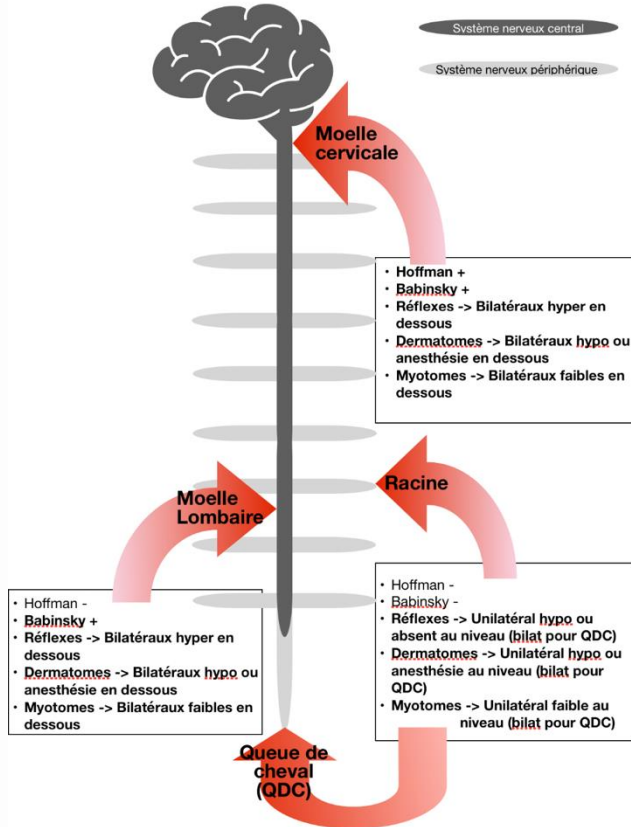 Système nerveux central
Système nerveux périphérique
Moelle
cervicale
• Hoffman +
• Babinsky +
• Réflexes -> Bilatéraux hyper en
dessous
• Dermatomes -> Bilatéraux hypo ou
anesthésie en dessous
• Myotomes -> Bilatéraux faibles en
dessous
Moelle
Lombaire
Racine
• Hoffman -
• Babinsky +
• Réflexes -> Bilatéraux hyper en
dessous
• Dermatomes -> Bilatéraux hypo ou
anesthésie en dessous
• Myotomes -> Bilatéraux faibles en
dessous
• Hoffman -
• Babinsky -
• Réflexes -> Unilatéral hypo ou
absent au niveau (bilat pour QDC)
• Dermatomes -> Unilatéral hypo ou
anesthésie au niveau (bilat pour
QDC)
• Myotomes -> Unilatéral faible au
niveau (bilat pour QDC)
Queue de
cheval
(QDC)